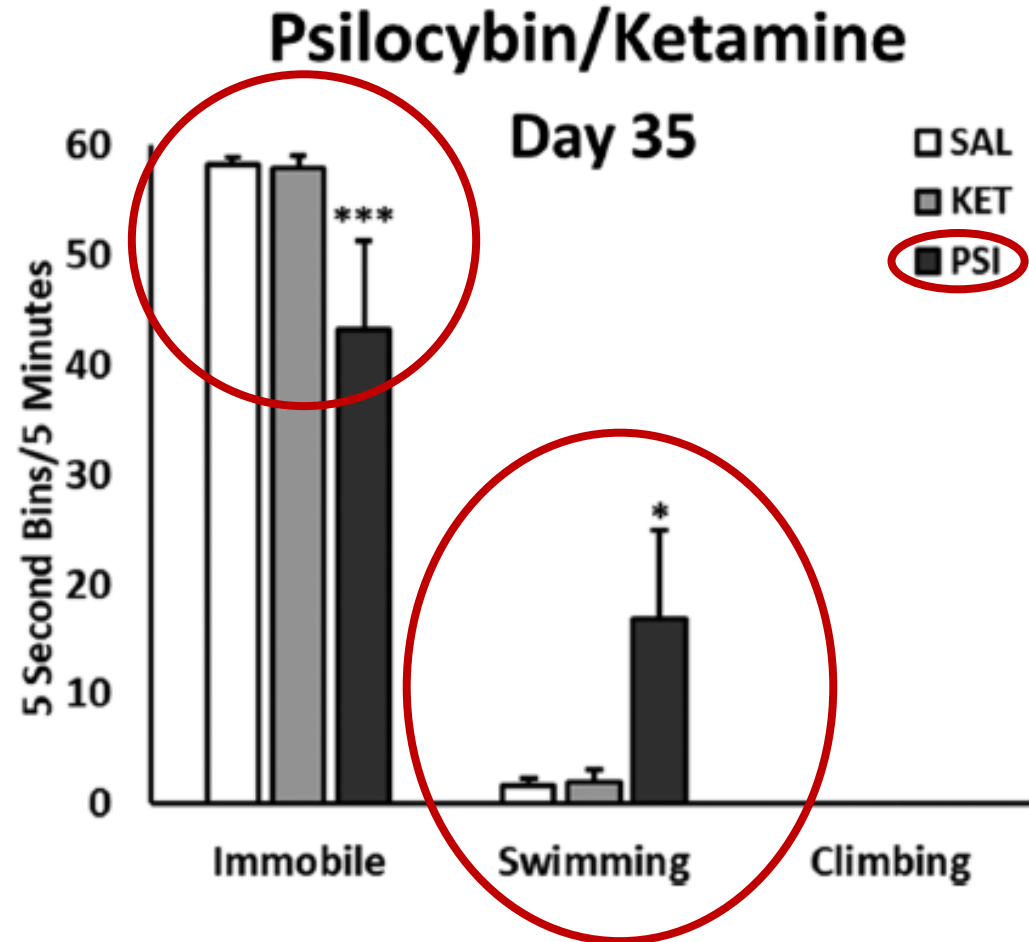 Psilocybin/Ketamine
Day 35
SAL
KET
PSI
5 Second Bins/5 Minutes
60
50
40
30
20
10
0
***
*
Immobile
Swimming
Climbing